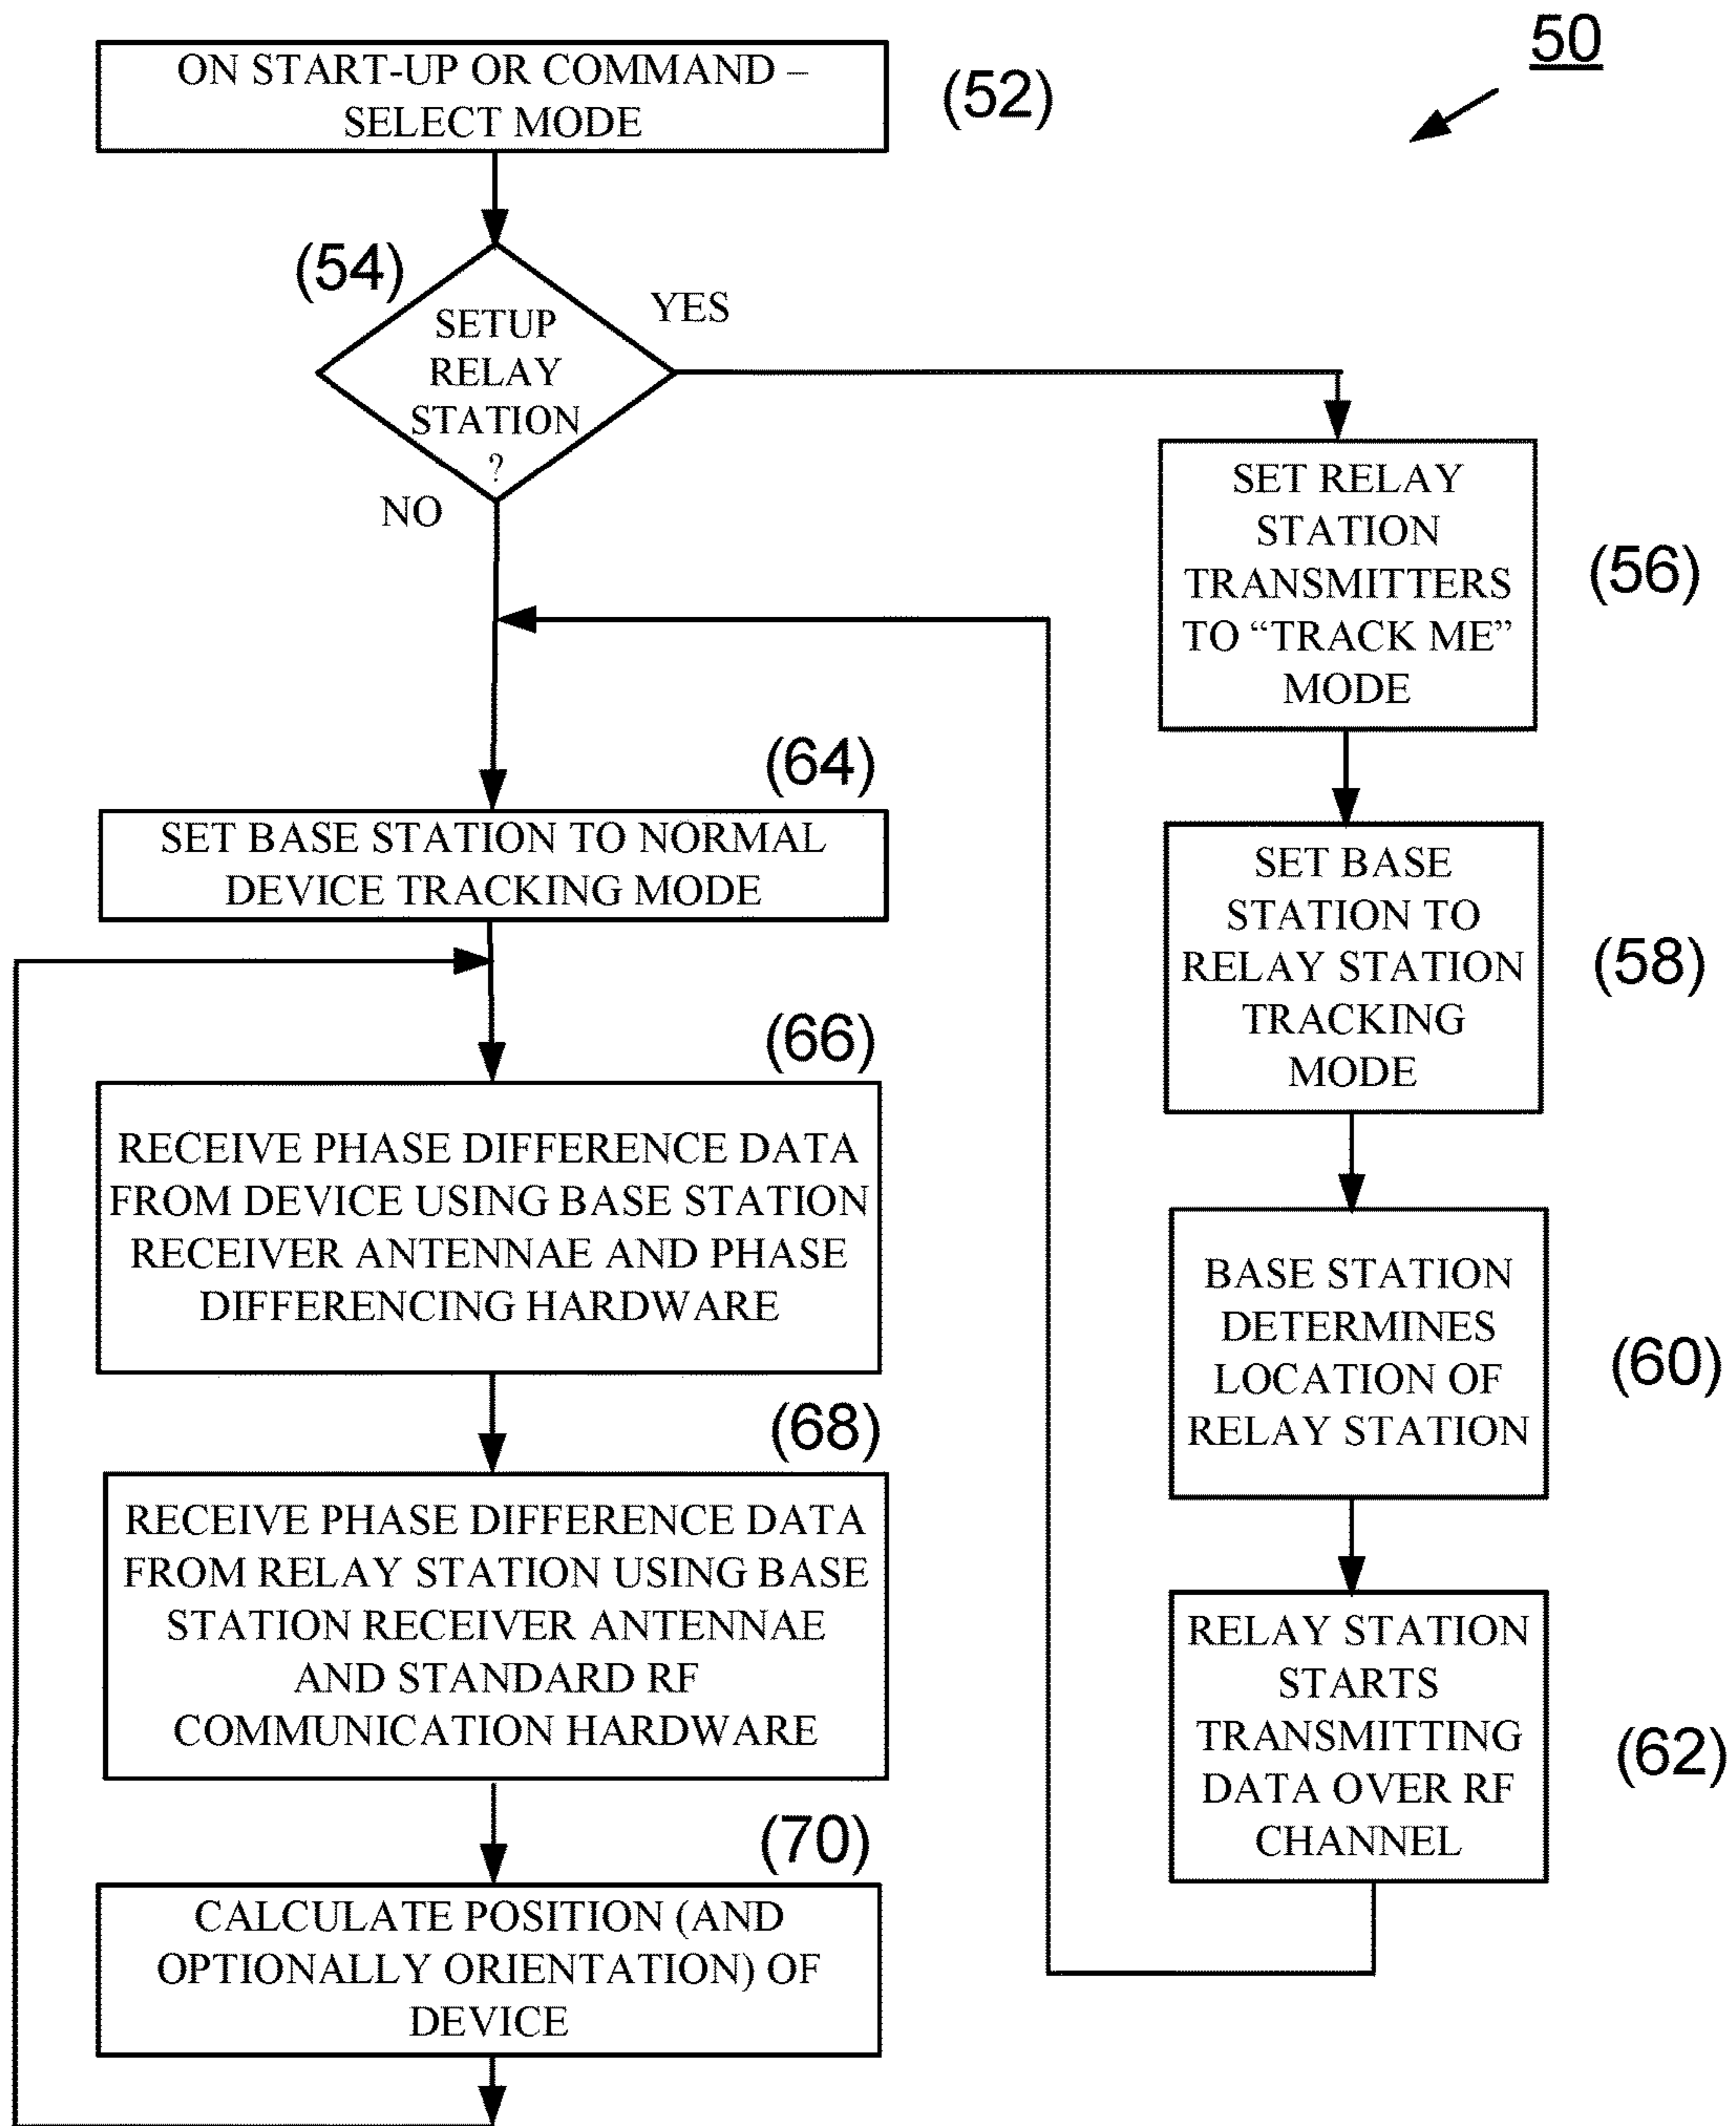 50
ON START-UP OR COMMAND –
SELECT MODE
(52)
(54)
SETUP
RELAY
STATION
?
YES
NO
SET RELAY
STATION
TRANSMITTERS
TO “TRACK ME”
MODE
(56)
SET BASE
STATION TO
RELAY STATION
TRACKING
MODE
(58)
BASE STATION
DETERMINES
LOCATION OF
RELAY STATION
(60)
RELAY STATION
STARTS
TRANSMITTING
DATA OVER RF
CHANNEL
(62)
(64)
SET BASE STATION TO NORMAL
DEVICE TRACKING MODE
(66)
RECEIVE PHASE DIFFERENCE DATA
FROM DEVICE USING BASE STATION
RECEIVER ANTENNAE AND PHASE
DIFFERENCING HARDWARE
(68)
RECEIVE PHASE DIFFERENCE DATA
FROM RELAY STATION USING BASE
STATION RECEIVER ANTENNAE
AND STANDARD RF
COMMUNICATION HARDWARE
(70)
CALCULATE POSITION (AND
OPTIONALLY ORIENTATION) OF
DEVICE